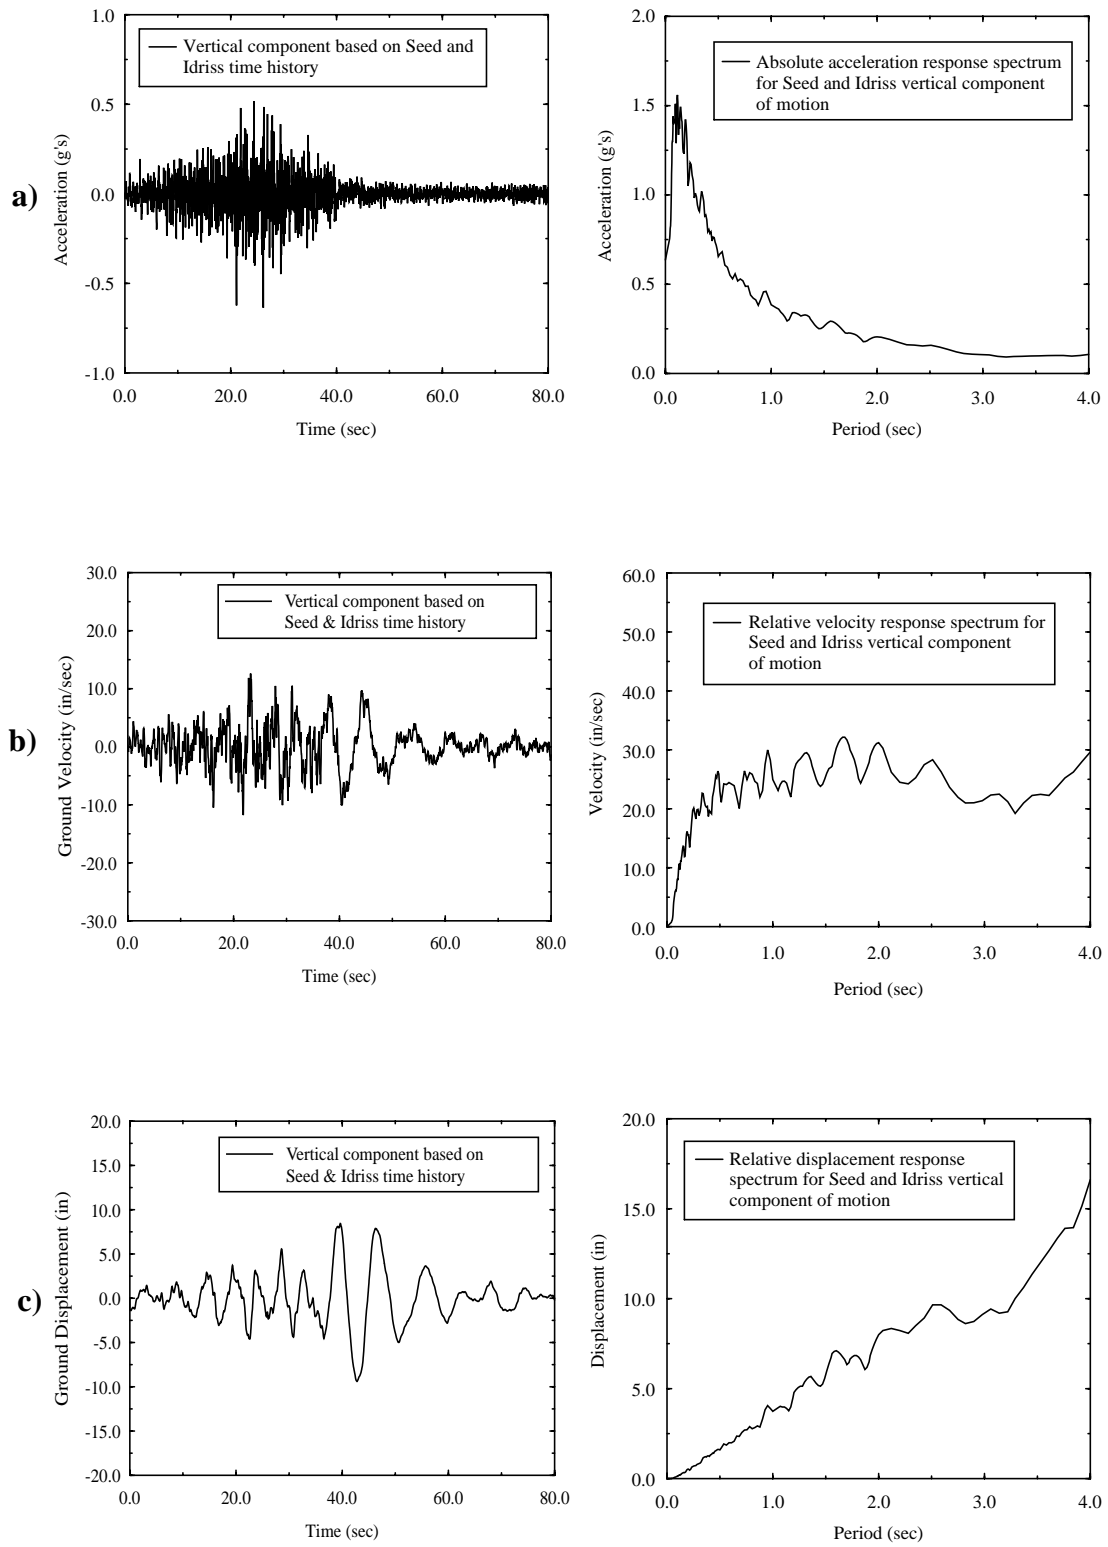 a)
Acceleration (g's)
1.0
0.5
0.0
-0.5
-1.0
Vertical component based on Seed and
Idriss time history
0.0 20.0 40.0 60.0 80.0
Time (sec)
Acceleration (g's)
2.0
1.5
1.0
0.5
0.0
Absolute acceleration response spectrum
for Seed and Idriss vertical component
of motion
0.0 1.0 2.0 3.0 4.0
Period (sec)
b)
Ground Velocity (in/sec)
30.0
20.0
10.0
0.0
-10.0
-20.0
-30.0
Vertical component based on
Seed & Idriss time history
0.0 20.0 40.0 60.0 80.0
Time (sec)
Velocity (in/sec)
60.0
50.0
40.0
30.0
20.0
10.0
0.0
Relative velocity response spectrum for
Seed and Idriss vertical component
of motion
0.0 1.0 2.0 3.0 4.0
Period (sec)
c)
Ground Displacement (in)
20.0
15.0
10.0
5.0
0.0
-5.0
-10.0
-15.0
-20.0
Vertical component based on
Seed & Idriss time history
0.0 20.0 40.0 60.0 80.0
Time (sec)
Displacement (in)
20.0
15.0
10.0
5.0
0.0
Relative displacement response
spectrum for Seed and Idriss vertical
component of motion
0.0 1.0 2.0 3.0 4.0
Period (sec)